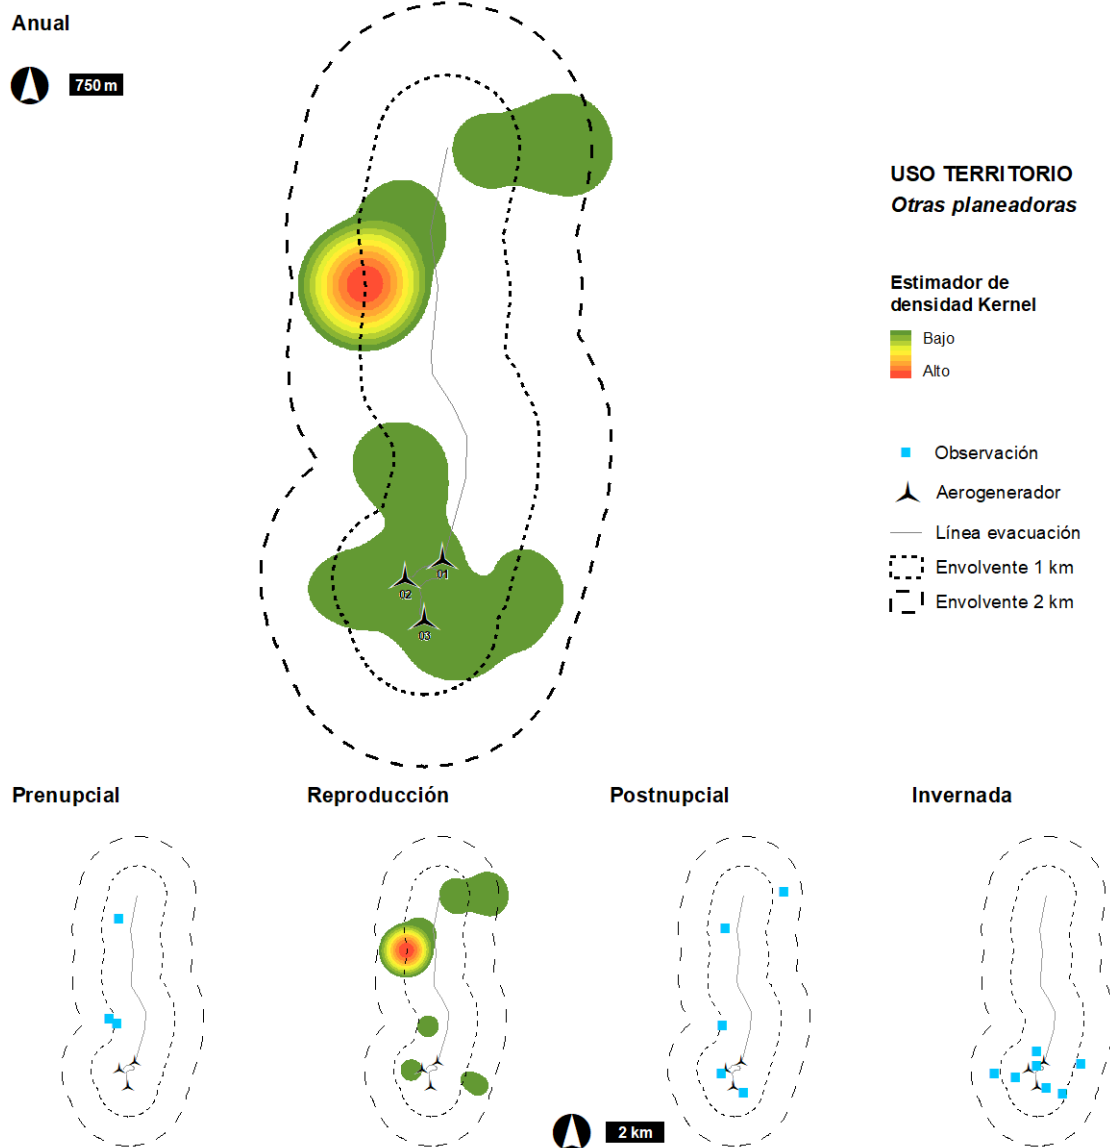 Anual
750 m
USO TERRITORIO
Otras planeadoras
Estimador de
densidad Kernel
Bajo
Alto
Observación
Aerogenerador
Línea evacuación
Envolvente 1 km
Envolvente 2 km
01
02
03
Prenupcial
Reproducción
Postnupcial
Invernada
2 km